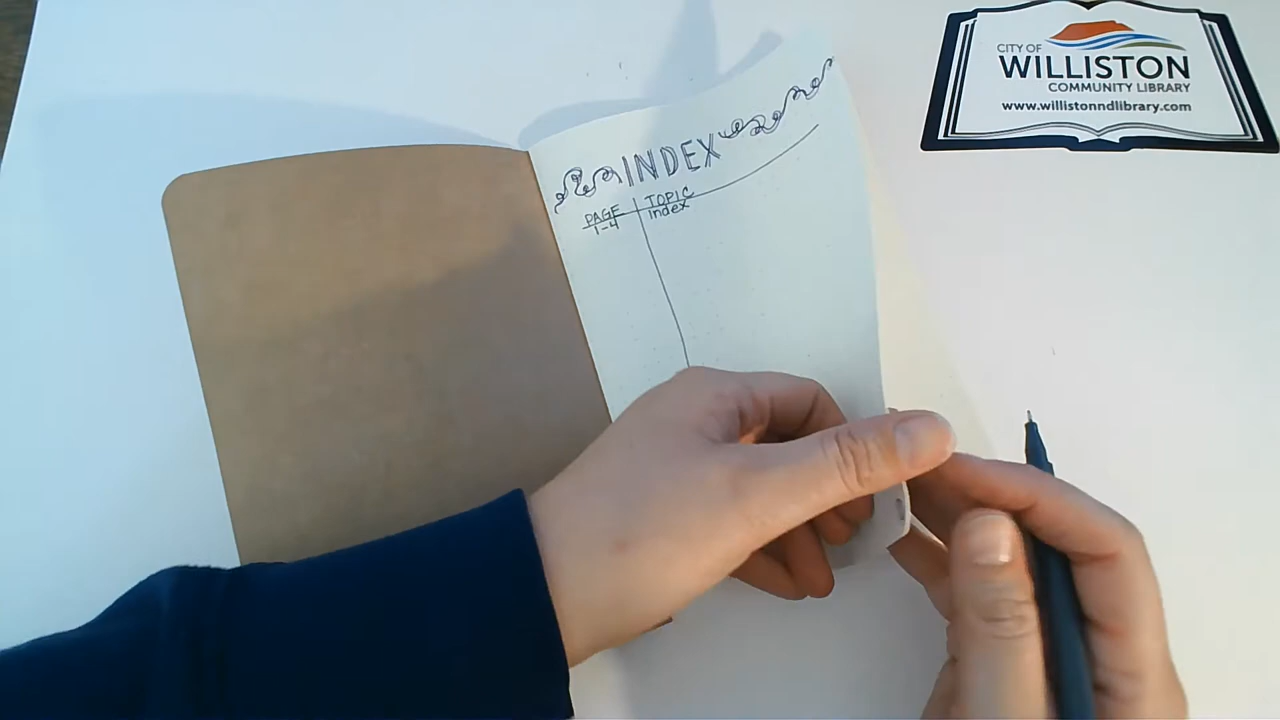 CITY OF
WILLISTON
COMMUNITY LIBRARY
www.willistonndlibrary.com
INDEX
PAGE TOPIC
1-4 Index